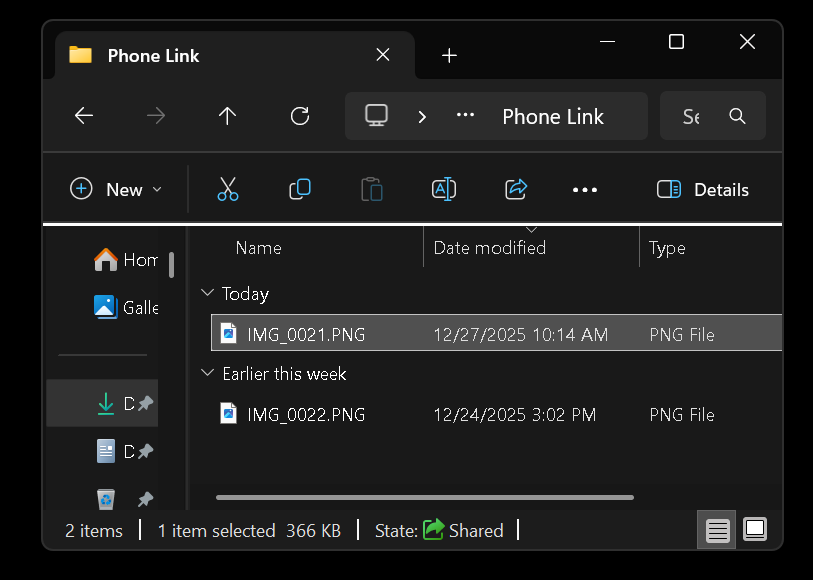 Phone Link
Phone Link
Se
New
Details
Hom
Name
Date modified
Type
Galle
Today
IMG_0021.PNG 12/27/2025 10:14 AM PNG File
Earlier this week
D
IMG_0022.PNG 12/24/2025 3:02 PM PNG File
D
2 items 1 item selected 366 KB State: Shared